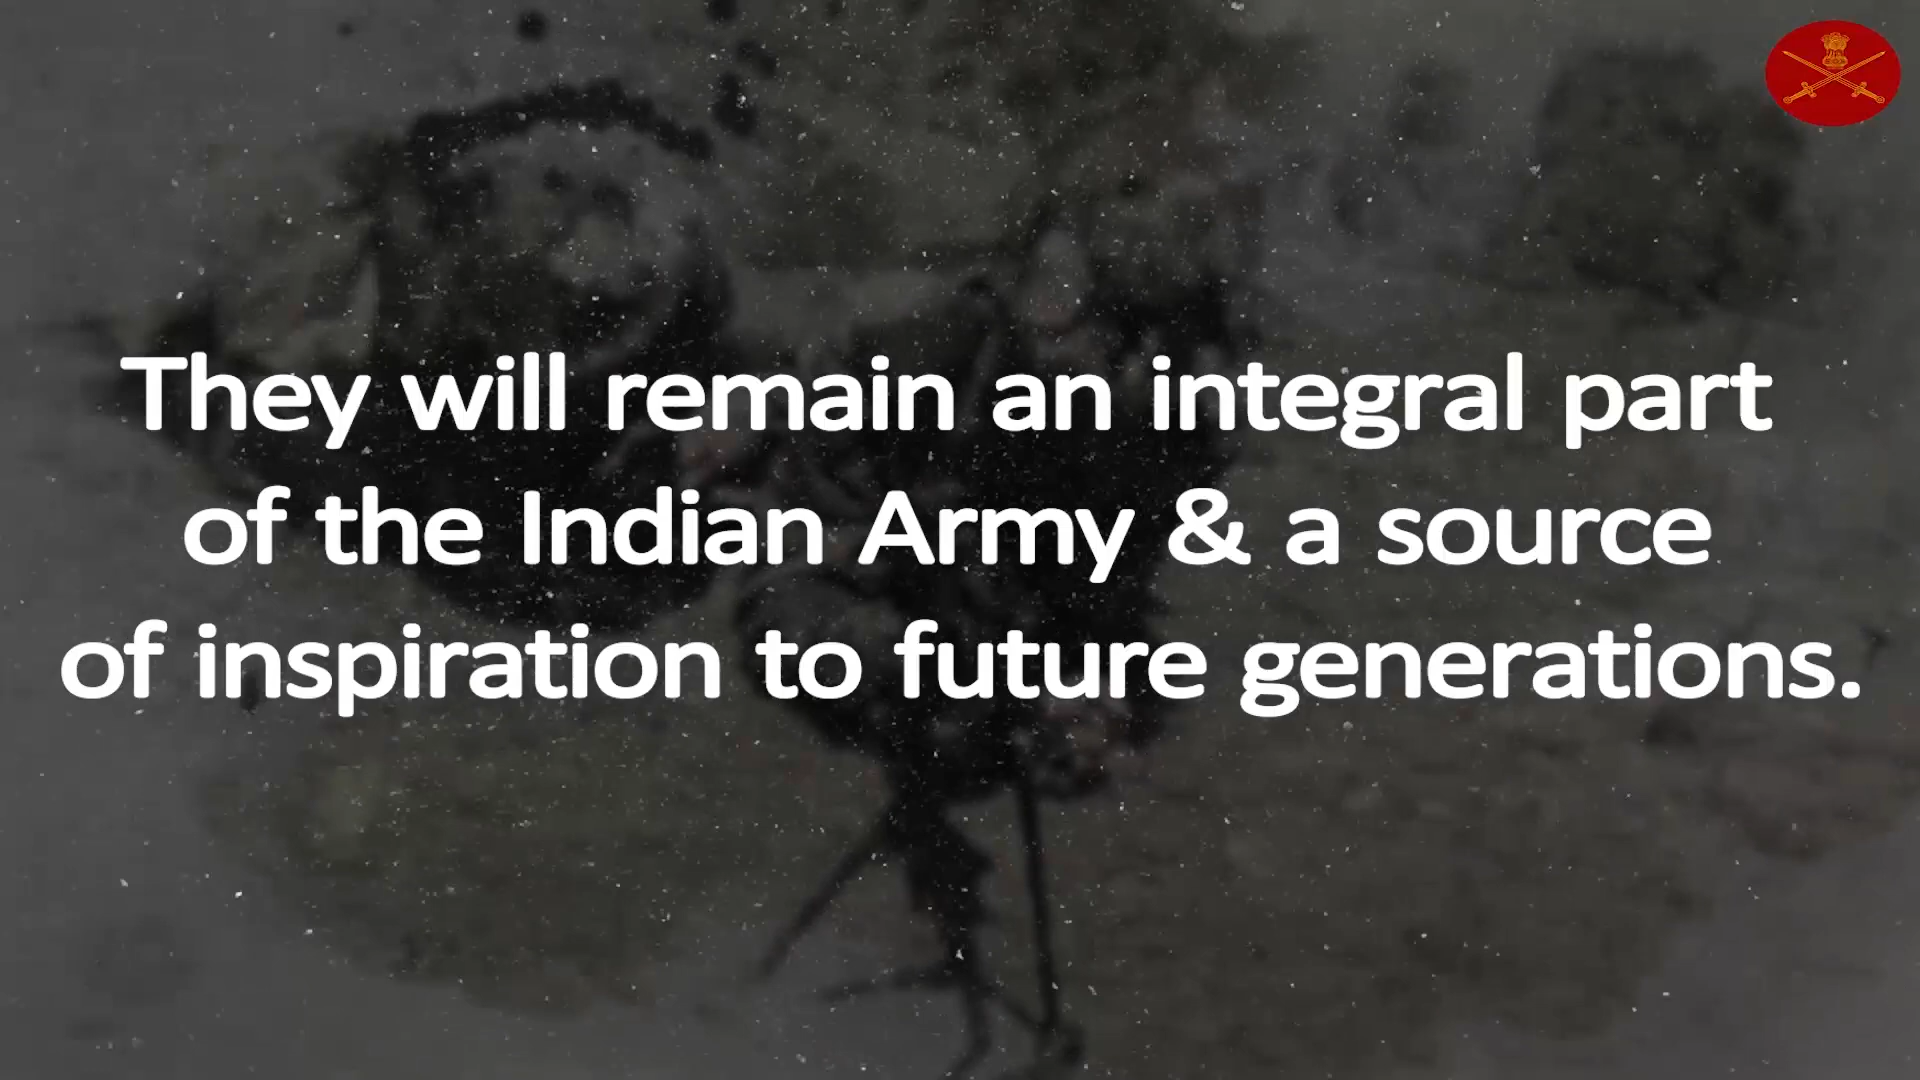 They will remain an integral part
of the Indian Army & a source
of inspiration to future generations.